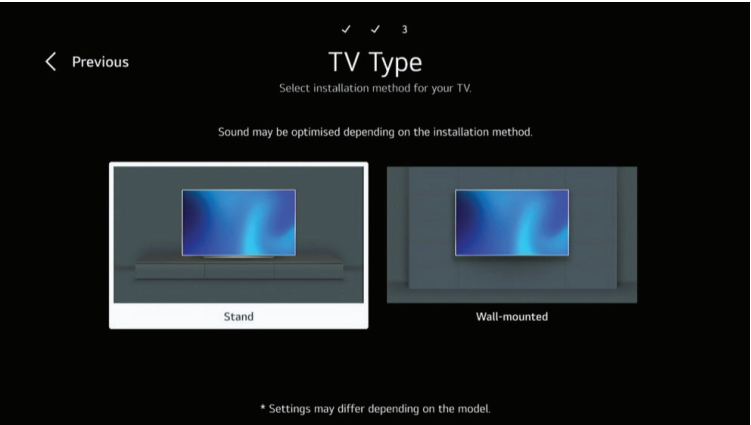 ✓ ✓ 3
Previous
TV Type
Select installation method for your TV.
Sound may be optimised depending on the installation method.
Stand
Wall-mounted
* Settings may differ depending on the model.